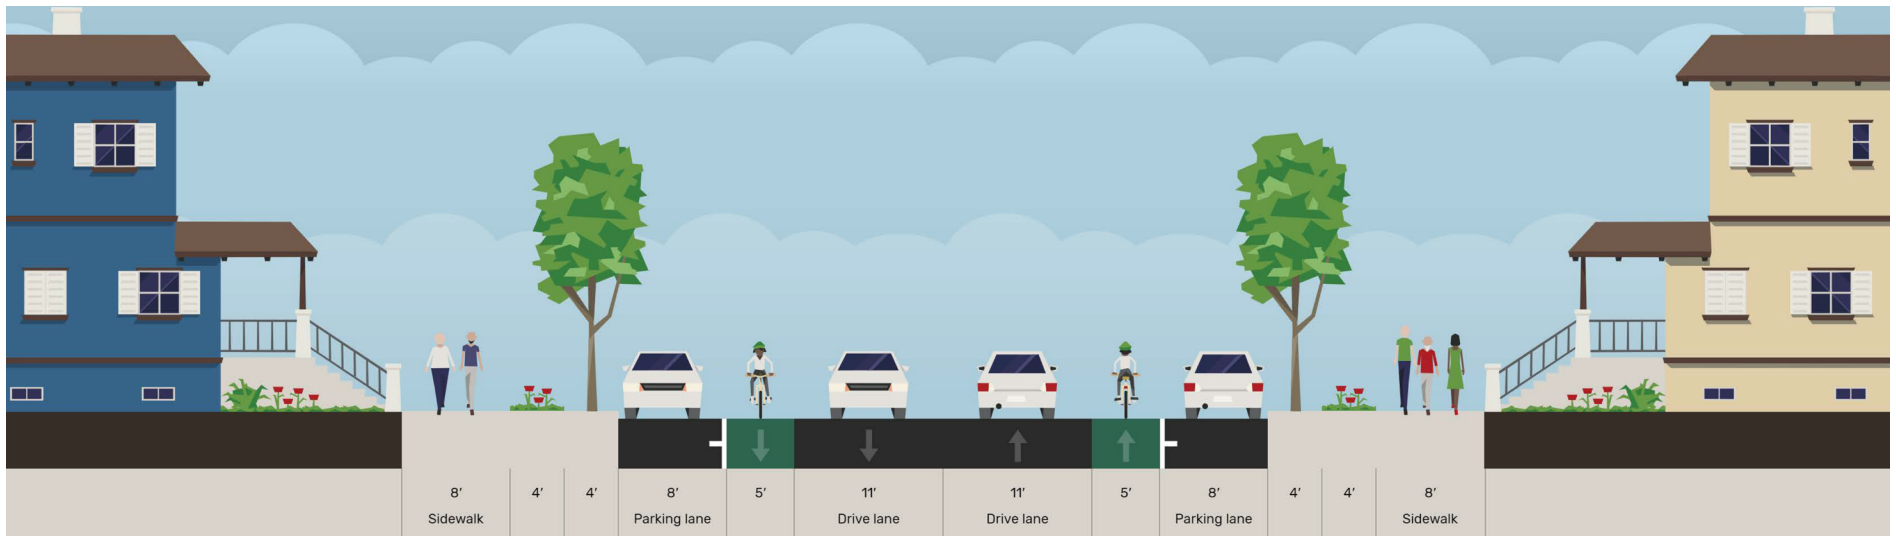 8′ 4′ 4′ 8′ 5′ 11′ 11′ 5′ 8′ 4′ 4′ 8′
Sidewalk Parking lane Drive lane Drive lane Parking lane Sidewalk